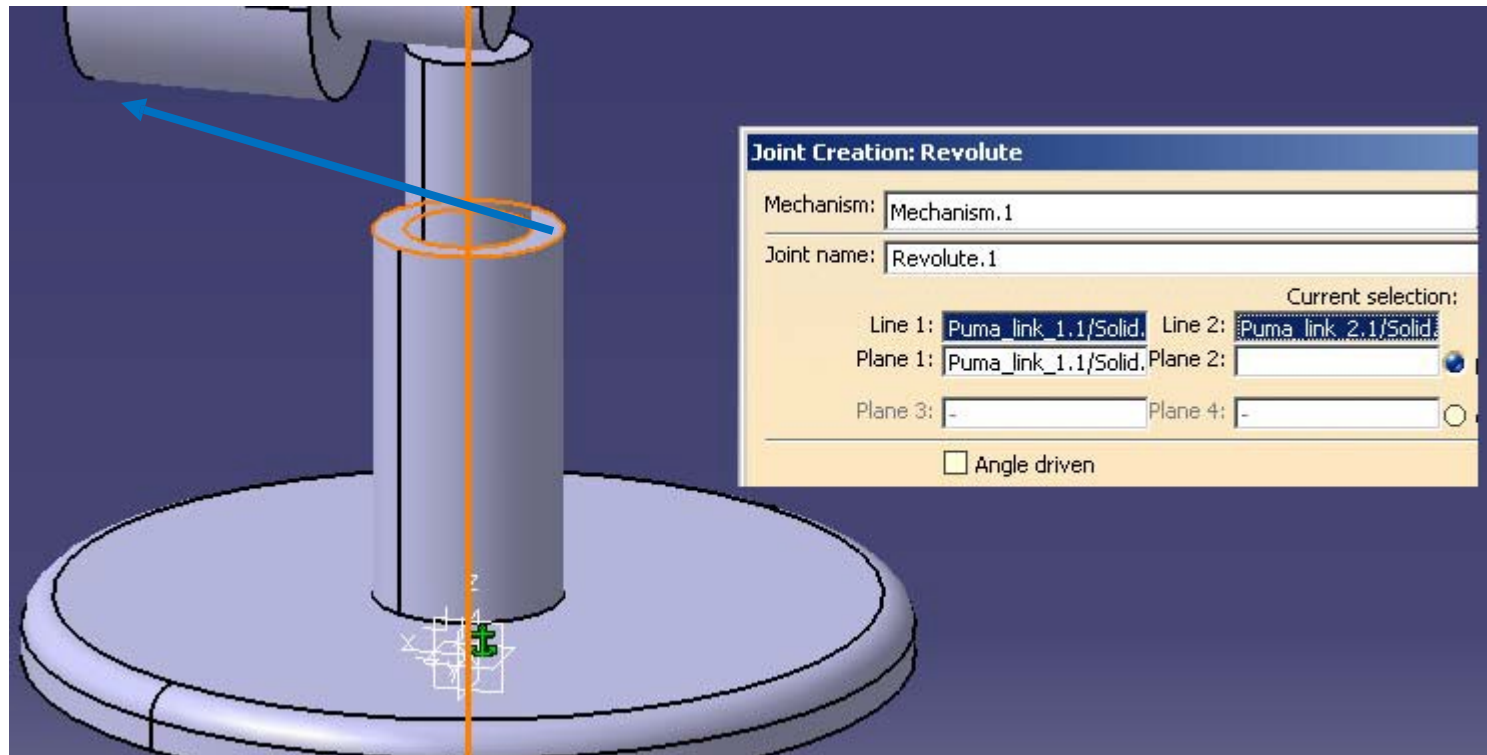 Joint Creation: Revolute
Mechanism: Mechanism.1
Joint name: Revolute.1
Current selection:
Line 1: Puma_link_1.1/Solid. Line 2: Puma_link_2.1/Solid.
Plane 1: Puma_link_1.1/Solid. Plane 2:
Plane 3: - Plane 4: -
Angle driven
Z
X